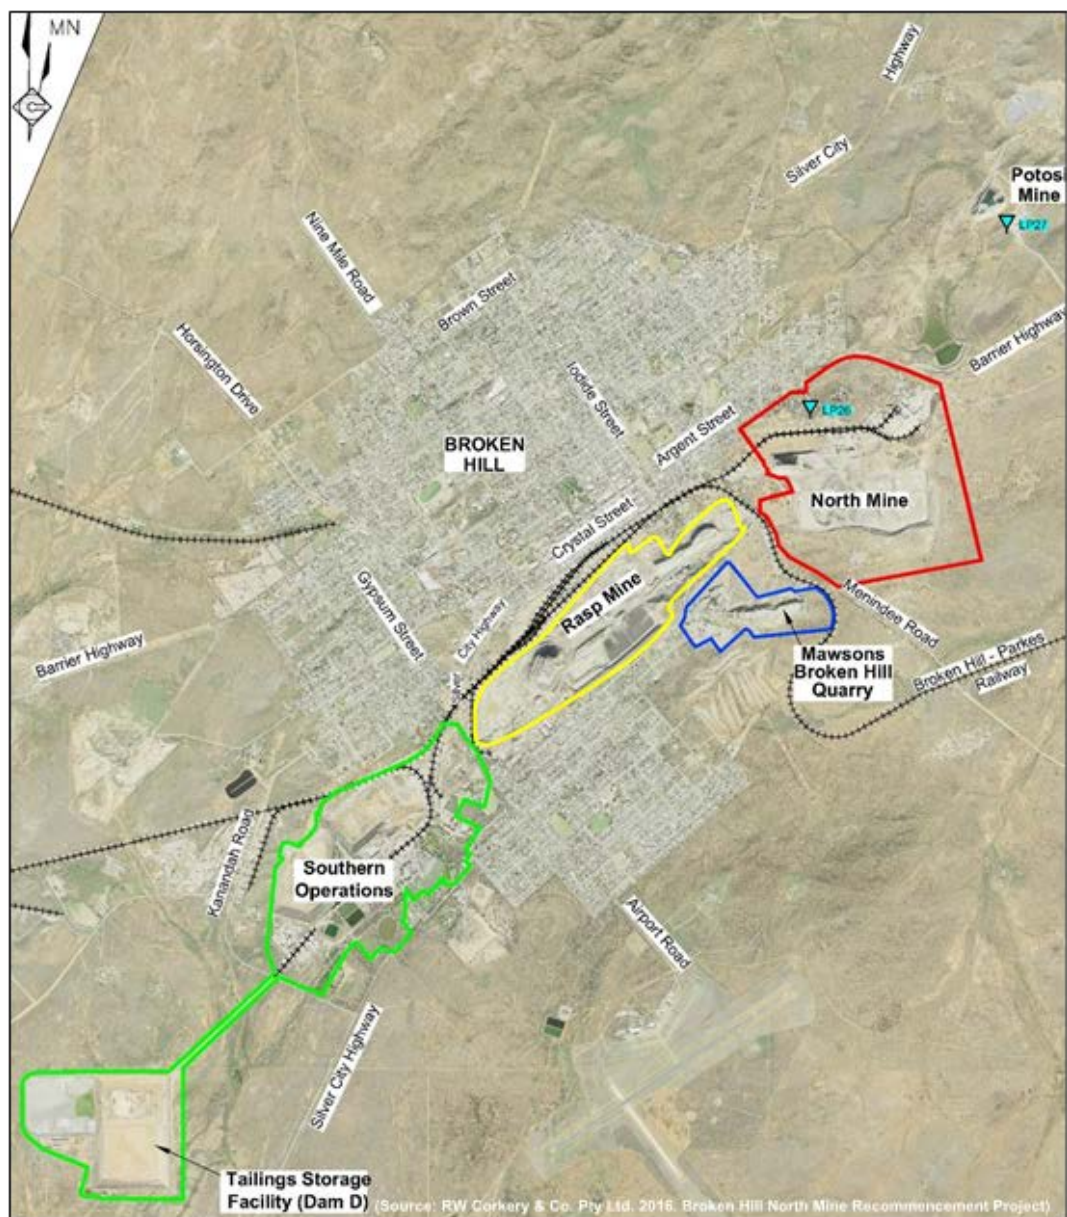 MN
Highway
Silver City
Potosi
Mine
LP27
Nine Mile Road
Brown Street
Barrier Highway
Horsington Drive
Iodide Street
LP26
Argent Street
BROKEN
HILL
North Mine
Crystal Street
Rasp Mine
Gypsum Street
City Highway
Silver
Menindee Road
Barrier Highway
Mawsons
Broken Hill
Quarry
Broken Hill - Parkes
Railway
Kanandah Road
Southern
Operations
Airport Road
Silver City Highway
Tailings Storage
Facility (Dam D)
(Source: RW Corkery & Co. Pty Ltd. 2016. Broken Hill North Mine Recommencement Project)